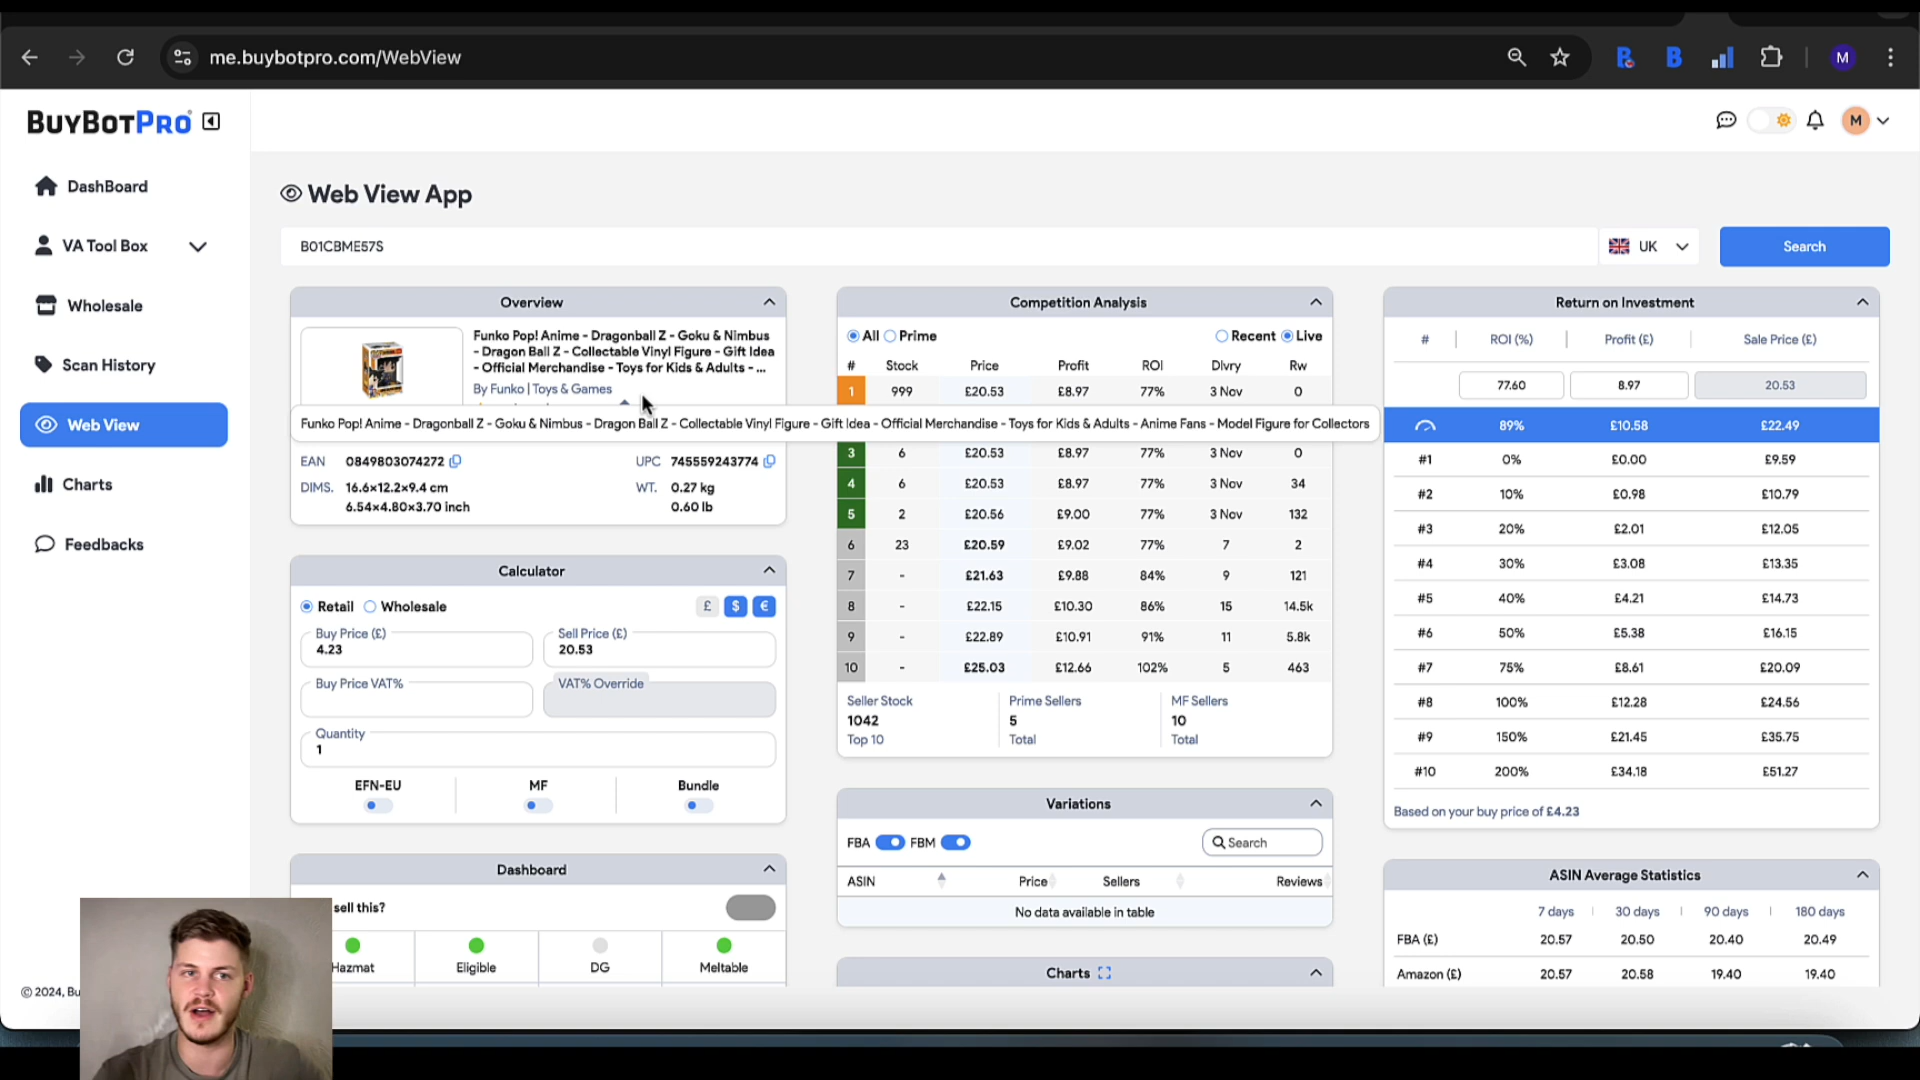 me.buybotpro.com/WebView
M
BUYBOTPRO
M
DashBoard
VA Tool Box
Wholesale
Scan History
Web View
Charts
Feedbacks
© 2024, Bu
Web View App
B01CBME57S
UK
Search
Overview
Funko Pop! Anime - Dragonball Z - Goku & Nimbus
- Dragon Ball Z - Collectable Vinyl Figure - Gift Idea
- Official Merchandise - Toys for Kids & Adults - ...
By Funko | Toys & Games
Funko Pop! Anime - Dragonball Z - Goku & Nimbus - Dragon Ball Z - Collectable Vinyl Figure - Gift Idea - Official Merchandise - Toys for Kids & Adults - Anime Fans - Model Figure for Collectors
EAN 0849803074272 UPC 745559243774
DIMS. 16.6×12.2×9.4 cm WT. 0.27 kg
6.54×4.80×3.70 inch 0.60 lb
Calculator
Retail Wholesale £ $ €
Buy Price (£) Sell Price (£)
4.23 20.53
Buy Price VAT% VAT% Override
Quantity
1
EFN-EU MF Bundle
Dashboard
sell this?
Hazmat Eligible DG Meltable
Competition Analysis
All Prime Recent Live
# Stock Price Profit ROI Dlvry Rw
1 999 £20.53 £8.97 77% 3 Nov 0
3 6 £20.53 £8.97 77% 3 Nov 0
4 6 £20.53 £8.97 77% 3 Nov 34
5 2 £20.56 £9.00 77% 3 Nov 132
6 23 £20.59 £9.02 77% 7 2
7 - £21.63 £9.88 84% 9 121
8 - £22.15 £10.30 86% 15 14.5k
9 - £22.89 £10.91 91% 11 5.8k
10 - £25.03 £12.66 102% 5 463
Seller Stock Prime Sellers MF Sellers
1042 5 10
Top 10 Total Total
Variations
FBA FBM Search
ASIN Price Sellers Reviews
No data available in table
Charts
Return on Investment
# ROI (%) Profit (£) Sale Price (£)
77.60 8.97 20.53
89% £10.58 £22.49
#1 0% £0.00 £9.59
#2 10% £0.98 £10.79
#3 20% £2.01 £12.05
#4 30% £3.08 £13.35
#5 40% £4.21 £14.73
#6 50% £5.38 £16.15
#7 75% £8.61 £20.09
#8 100% £12.28 £24.56
#9 150% £21.45 £35.75
#10 200% £34.18 £51.27
Based on your buy price of £4.23
ASIN Average Statistics
7 days 30 days 90 days 180 days
FBA (£) 20.57 20.50 20.40 20.49
Amazon (£) 20.57 20.58 19.40 19.40